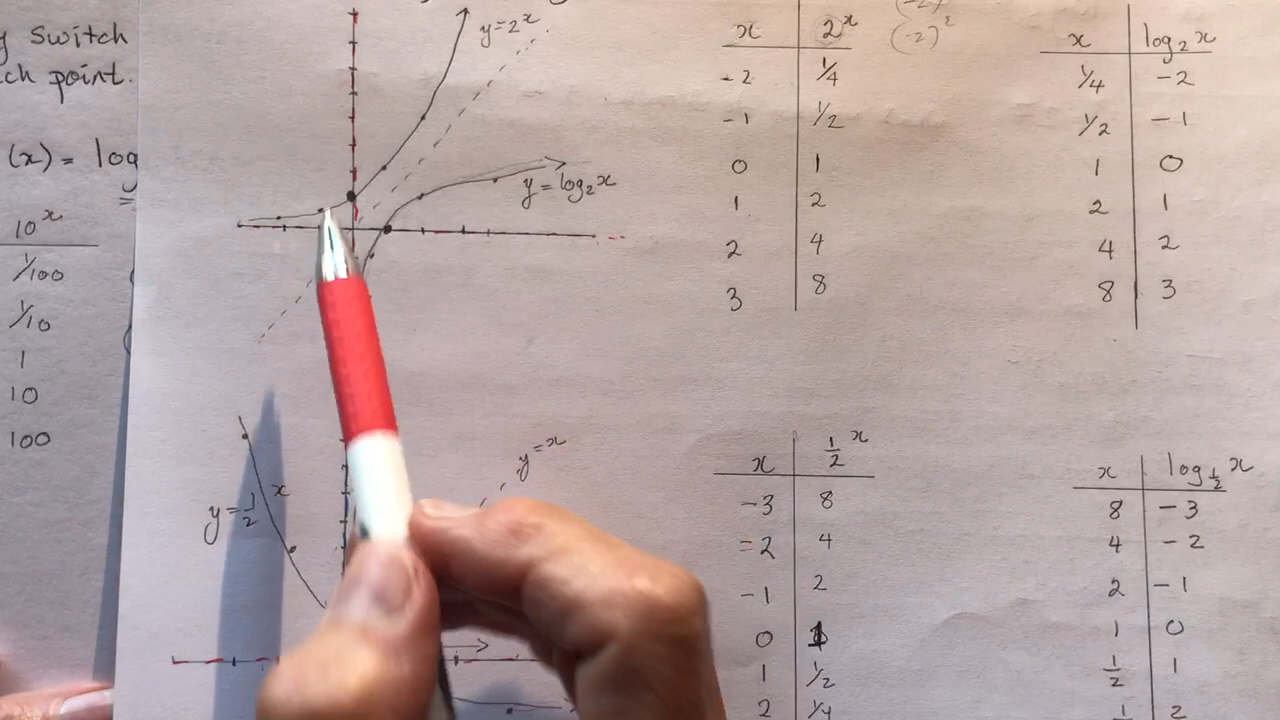 y switch
ch point.
(x) = log
10^x
1/100
1/10
1
10
100
y=2^x
y=log₂x
x 2^x
-2 1/4
-1 1/2
0 1
1 2
2 4
3 8
(-2)²
x log₂x
1/4 -2
1/2 -1
1 0
2 1
4 2
8 3
y=x
y=1/2^x
x 1/2^x
-3 8
=2 4
-1 2
0 1
1 1/2
2 1/4
x log½x
8 -3
4 -2
2 -1
1 0
1/2 1
2